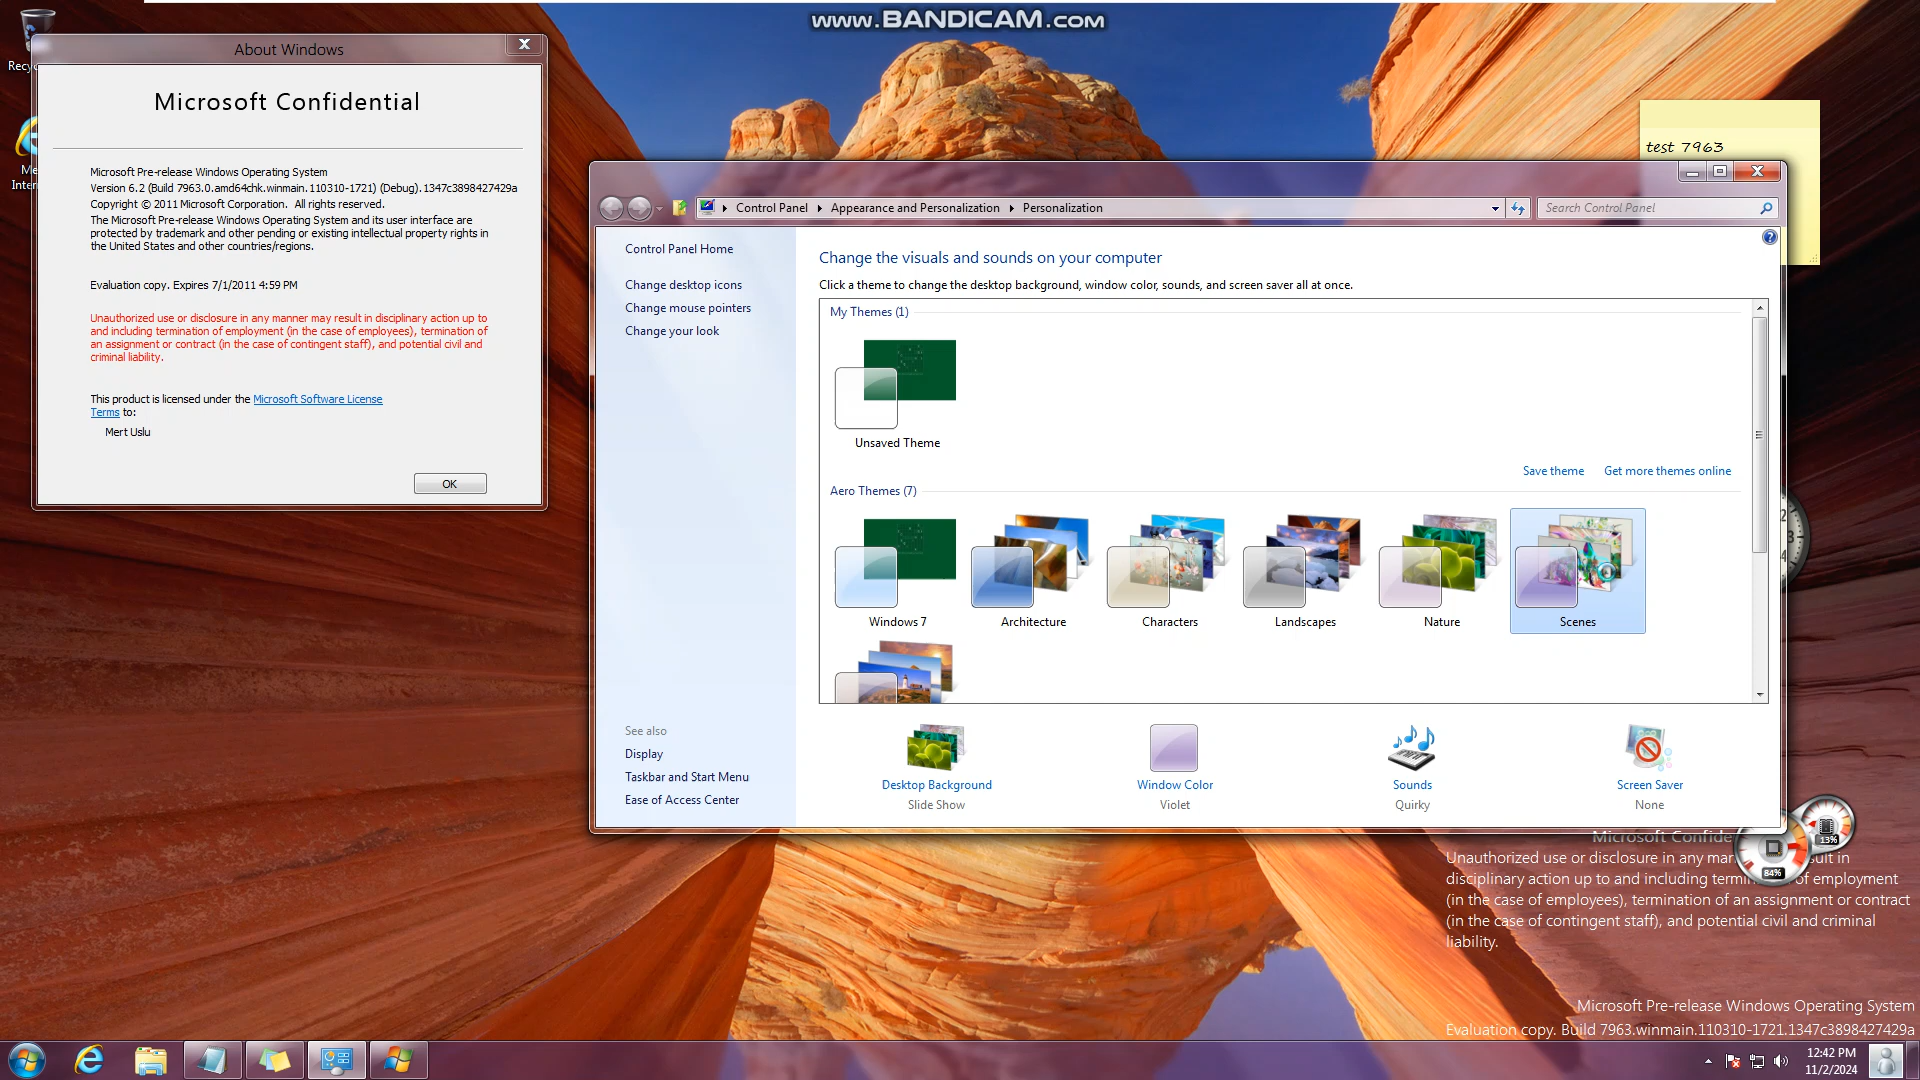 www.BANDICAM.com
Recyc
Me
Inter
About Windows
Microsoft Confidential
Microsoft Pre-release Windows Operating System
Version 6.2 (Build 7963.0.amd64chk.winmain.110310-1721) (Debug).1347c3898427429a
Copyright © 2011 Microsoft Corporation. All rights reserved.
The Microsoft Pre-release Windows Operating System and its user interface are
protected by trademark and other pending or existing intellectual property rights in
the United States and other countries/regions.
Evaluation copy. Expires 7/1/2011 4:59 PM
Unauthorized use or disclosure in any manner may result in disciplinary action up to
and including termination of employment (in the case of employees), termination of
an assignment or contract (in the case of contingent staff), and potential civil and
criminal liability.
This product is licensed under the Microsoft Software License
Terms to:
Mert Uslu
OK
test 7963
Control Panel Appearance and Personalization Personalization
Search Control Panel
Control Panel Home
Change desktop icons
Change mouse pointers
Change your look
See also
Display
Taskbar and Start Menu
Ease of Access Center
Change the visuals and sounds on your computer
Click a theme to change the desktop background, window color, sounds, and screen saver all at once.
My Themes (1)
Unsaved Theme
Save theme Get more themes online
Aero Themes (7)
Windows 7 Architecture Characters Landscapes Nature Scenes
Desktop Background Window Color Sounds Screen Saver
Slide Show Violet Quirky None
13%
84%
Microsoft Confide
Unauthorized use or disclosure in any mar sult in
disciplinary action up to and including termin of employment
(in the case of employees), termination of an assignment or contract
(in the case of contingent staff), and potential civil and criminal
liability.
Microsoft Pre-release Windows Operating System
Evaluation copy. Build 7963.winmain.110310-1721.1347c3898427429a
12:42 PM
11/2/2024